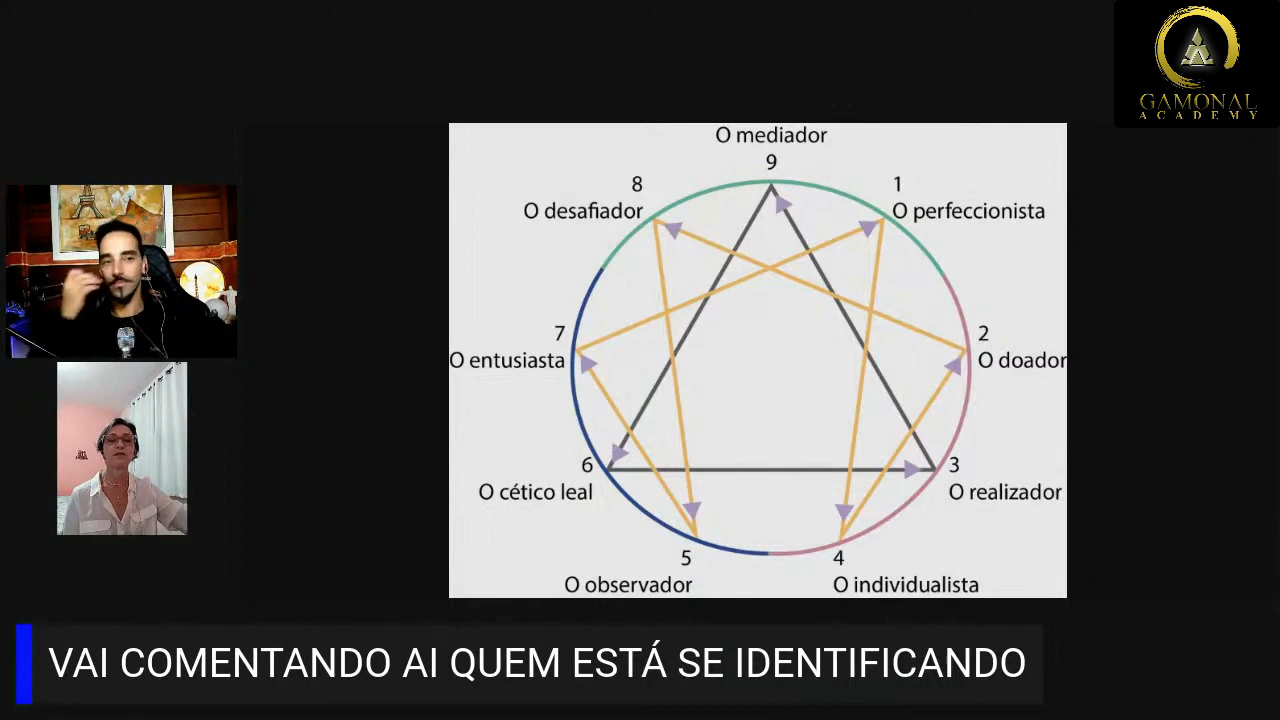 GAMONAL
ACADEMY
O mediador
9
8
O desafiador
1
O perfeccionista
7
O entusiasta
2
O doador
6
O cético leal
3
O realizador
5
O observador
4
O individualista
VAI COMENTANDO AI QUEM ESTÁ SE IDENTIFICANDO